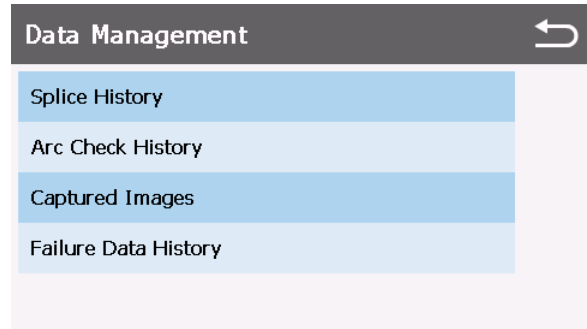 Data Management
Splice History
Arc Check History
Captured Images
Failure Data History